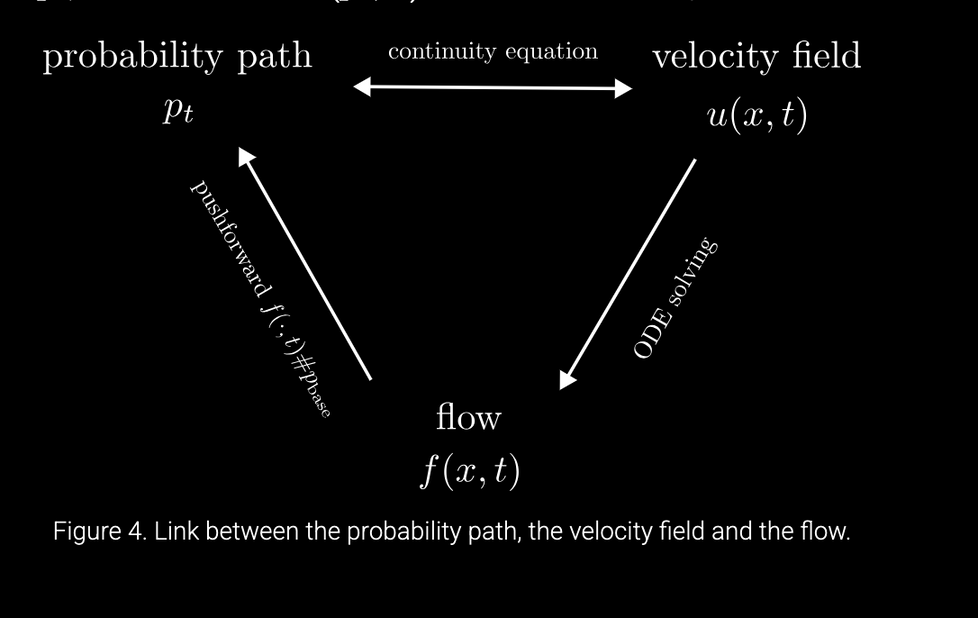 probability path
continuity equation
velocity field
p_t
u(x, t)
pushforward f(·, t)#p_base
ODE solving
flow
f(x, t)
Figure 4. Link between the probability path, the velocity field and the flow.